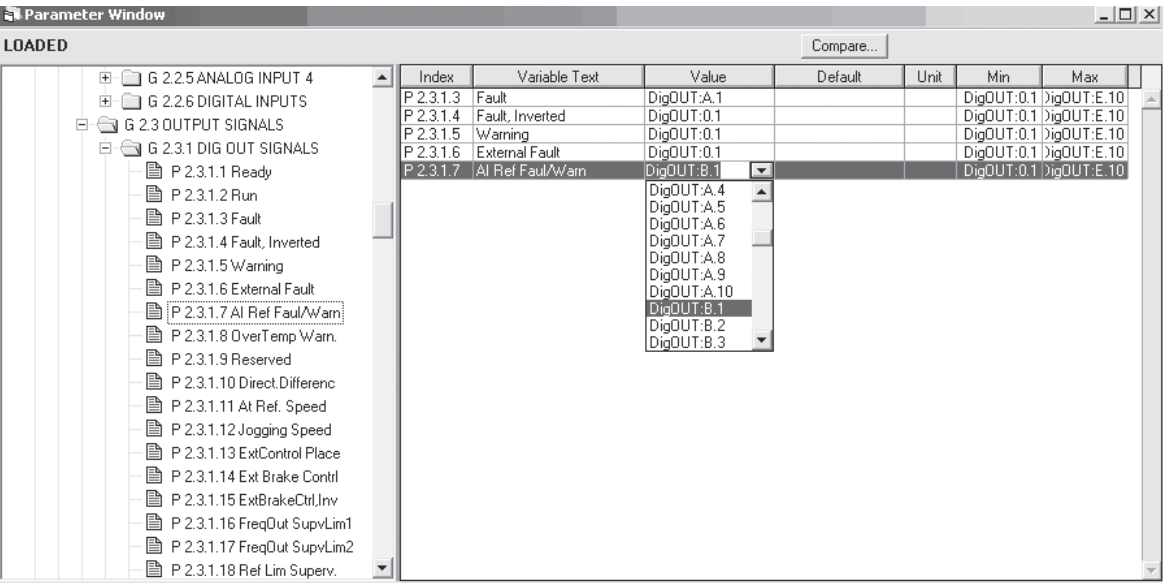 Parameter Window
LOADED
Compare...
G 2.2.5 ANALOG INPUT 4
G 2.2.6 DIGITAL INPUTS
G 2.3 OUTPUT SIGNALS
G 2.3.1 DIG OUT SIGNALS
P 2.3.1.1 Ready
P 2.3.1.2 Run
P 2.3.1.3 Fault
P 2.3.1.4 Fault, Inverted
P 2.3.1.5 Warning
P 2.3.1.6 External Fault
P 2.3.1.7 AI Ref Faul/Warn
P 2.3.1.8 OverTemp Warn.
P 2.3.1.9 Reserved
P 2.3.1.10 Direct.Differenc
P 2.3.1.11 At Ref. Speed
P 2.3.1.12 Jogging Speed
P 2.3.1.13 ExtControl Place
P 2.3.1.14 Ext Brake Contrl
P 2.3.1.15 ExtBrakeCtrl,Inv
P 2.3.1.16 FreqOut SupvLim1
P 2.3.1.17 FreqOut SupvLim2
P 2.3.1.18 Ref Lim Superv.
Index Variable Text Value Default Unit Min Max
P 2.3.1.3 Fault DigOUT:A.1 DigOUT:0.1 DigOUT:E.10
P 2.3.1.4 Fault, Inverted DigOUT:0.1 DigOUT:0.1 DigOUT:E.10
P 2.3.1.5 Warning DigOUT:0.1 DigOUT:0.1 DigOUT:E.10
P 2.3.1.6 External Fault DigOUT:0.1 DigOUT:0.1 DigOUT:E.10
P 2.3.1.7 AI Ref Faul/Warn DigOUT:B.1 DigOUT:0.1 DigOUT:E.10
DigOUT:A.4
DigOUT:A.5
DigOUT:A.6
DigOUT:A.7
DigOUT:A.8
DigOUT:A.9
DigOUT:A.10
DigOUT:B.1
DigOUT:B.2
DigOUT:B.3